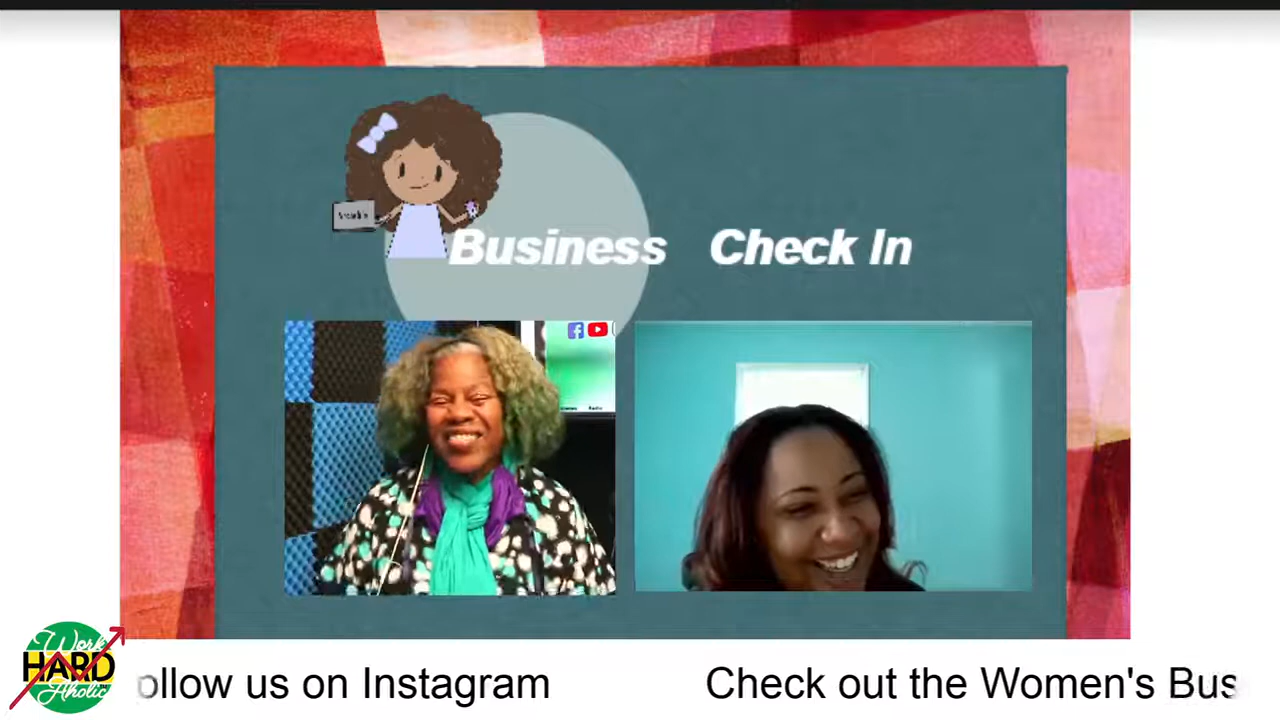 Business Check In
Work
HARD
Aholic
ollow us on Instagram
Check out the Women's Bus